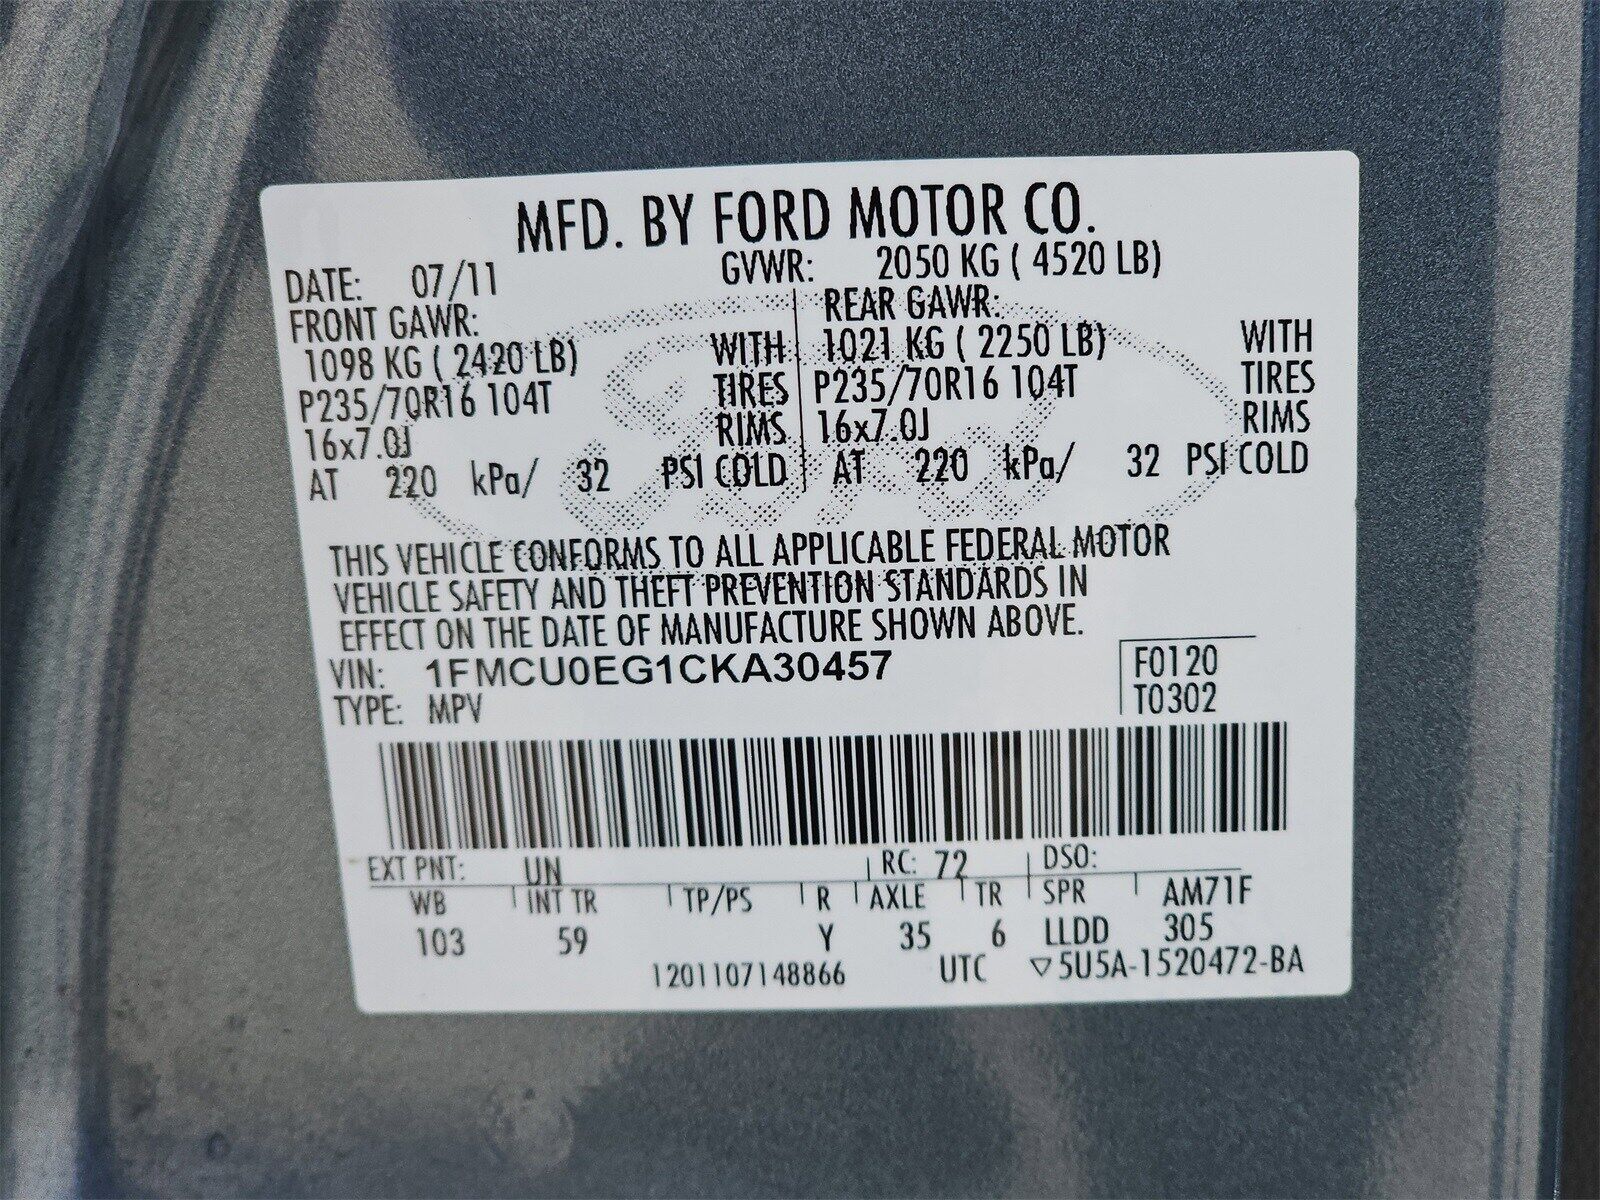 MFD. BY FORD MOTOR CO.
DATE: 07/11 GVWR: 2050 KG ( 4520 LB)
FRONT GAWR: REAR GAWR:
1098 KG ( 2420 LB) WITH 1021 KG ( 2250 LB) WITH
P235/70R16 104T TIRES P235/70R16 104T TIRES
16x7.0J RIMS 16x7.0J RIMS
AT 220 kPa/ 32 PSI COLD AT 220 kPa/ 32 PSI COLD
THIS VEHICLE CONFORMS TO ALL APPLICABLE FEDERAL MOTOR
VEHICLE SAFETY AND THEFT PREVENTION STANDARDS IN
EFFECT ON THE DATE OF MANUFACTURE SHOWN ABOVE.
VIN: 1FMCU0EG1CKA30457 F0120
TYPE: MPV T0302
EXT PNT: UN RC: 72 DSO:
WB INT TR TP/PS R AXLE TR SPR AM71F
103 59 Y 35 6 LLDD 305
1201107148866 UTC ▽5U5A-1520472-BA